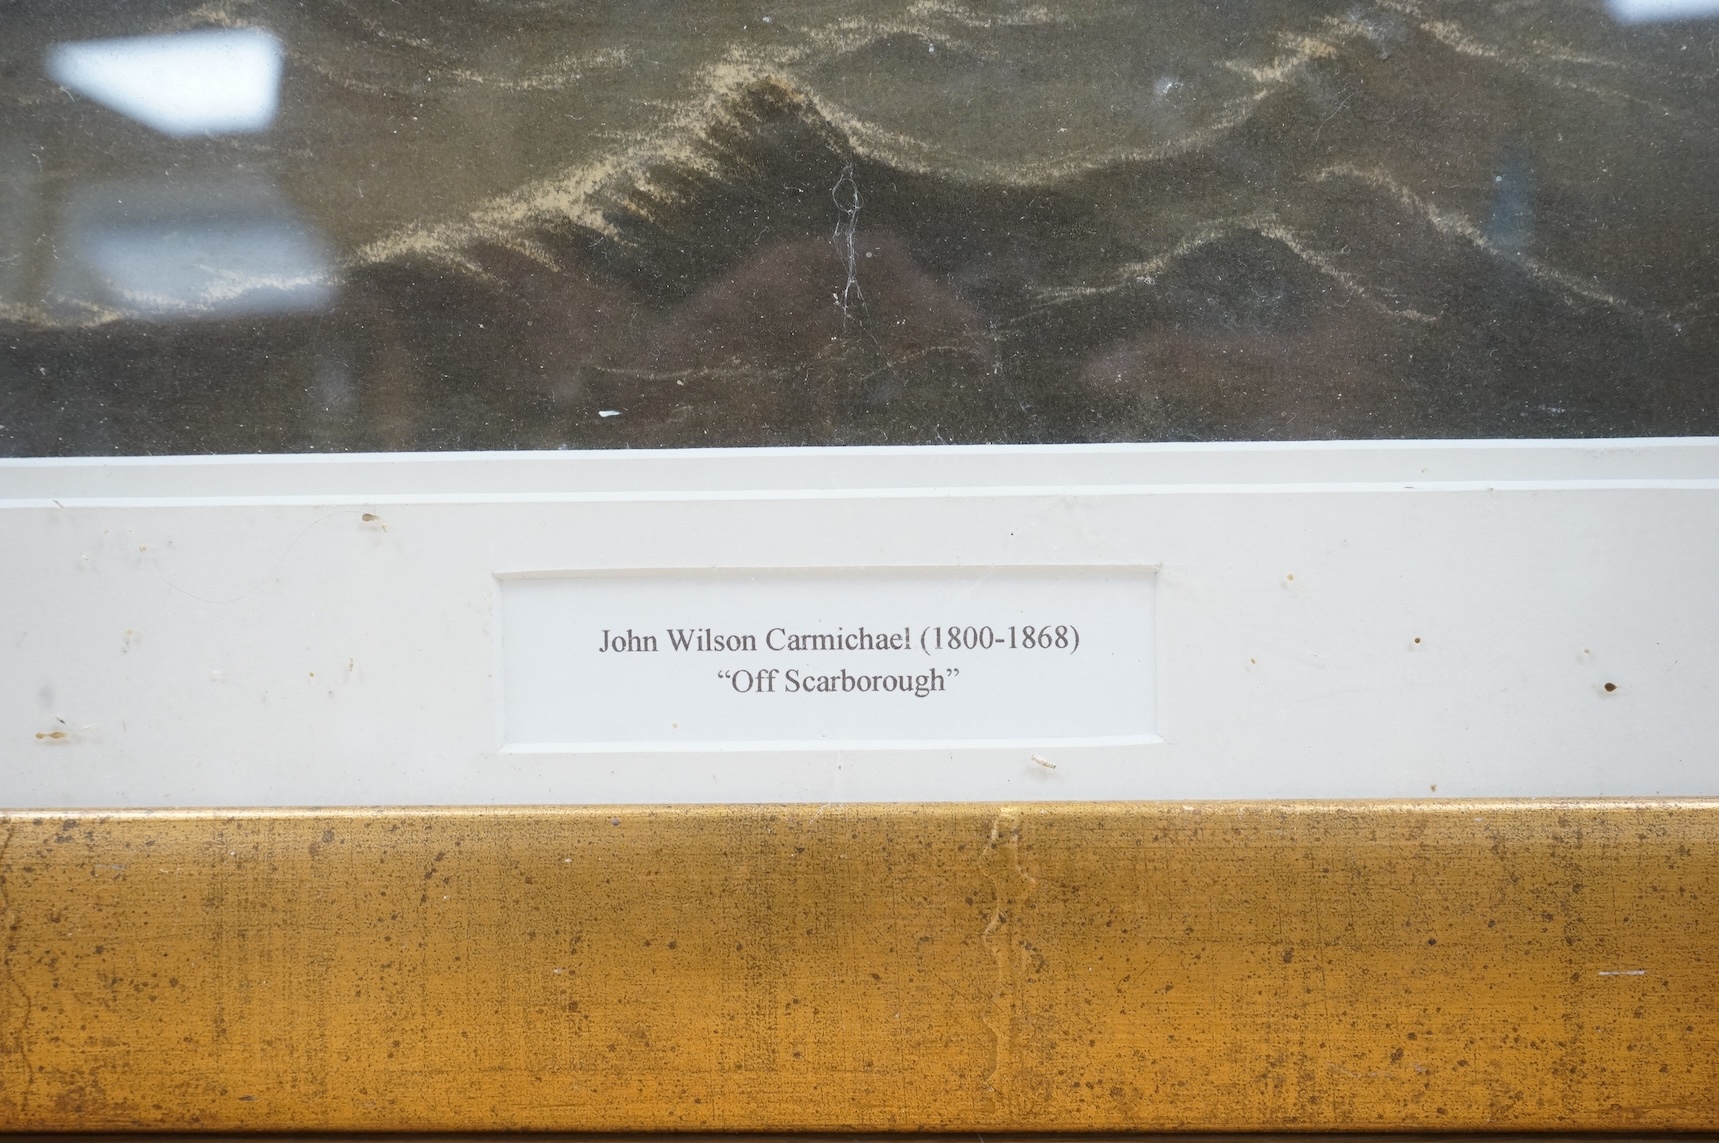 John Wilson Carmichael (1800-1868)
“Off Scarborough”